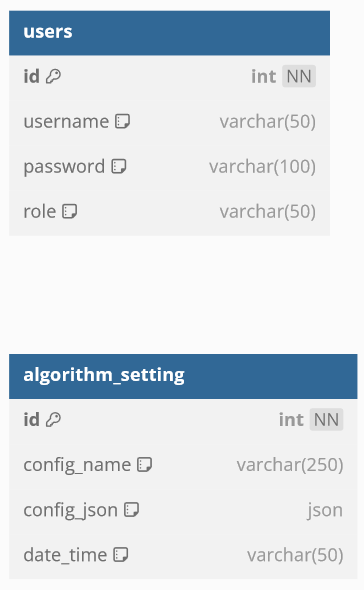 users
id int NN
username varchar(50)
password varchar(100)
role varchar(50)
algorithm_setting
id int NN
config_name varchar(250)
config_json json
date_time varchar(50)